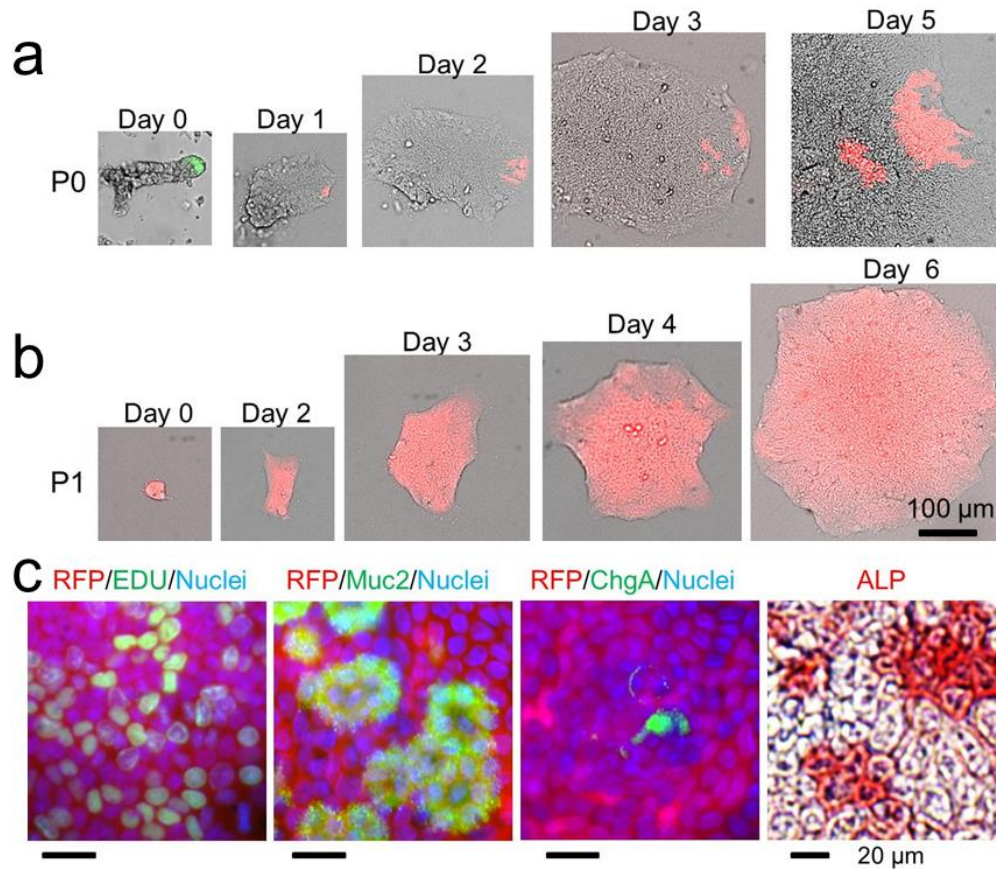 a
Day 0
Day 1
Day 2
Day 3
Day 5
P0
b
Day 0
Day 2
Day 3
Day 4
Day 6
P1
100 µm
c
RFP/EDU/Nuclei
RFP/Muc2/Nuclei
RFP/ChgA/Nuclei
ALP
20 µm